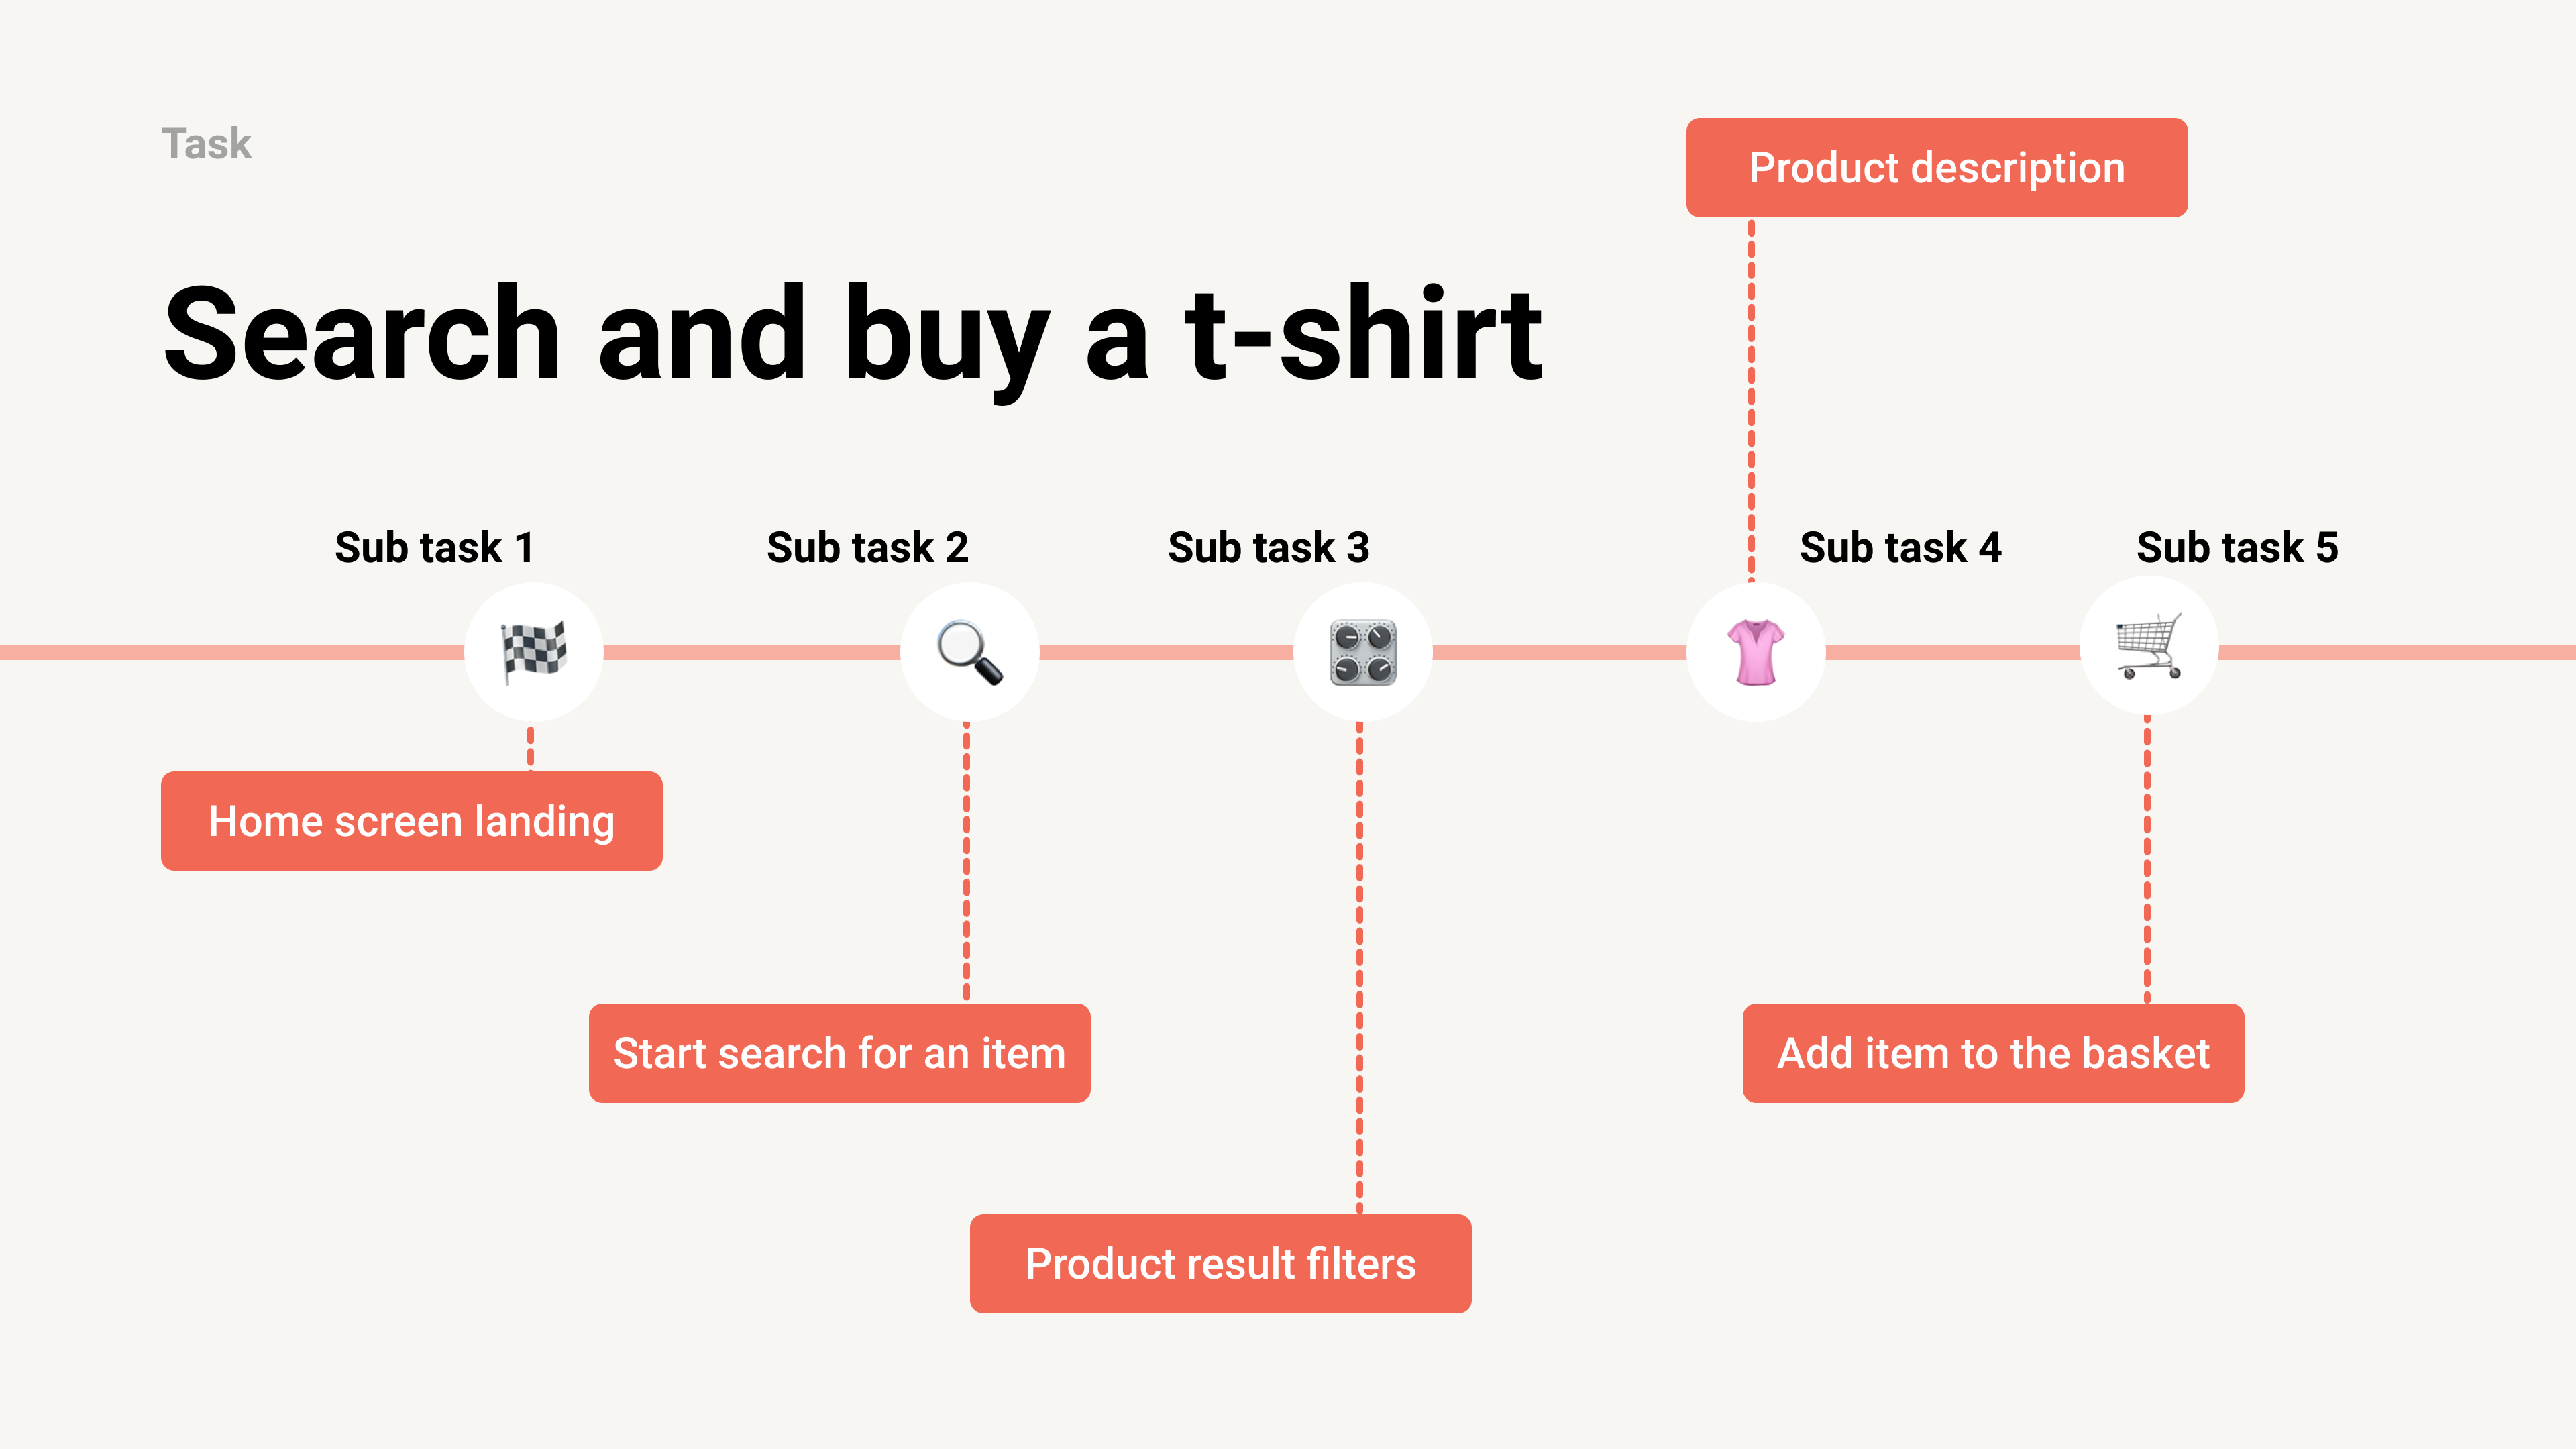 Task
Product description
Search and buy a t-shirt
Sub task 1
Sub task 2
Sub task 3
Sub task 4
Sub task 5
Home screen landing
Start search for an item
Add item to the basket
Product result filters